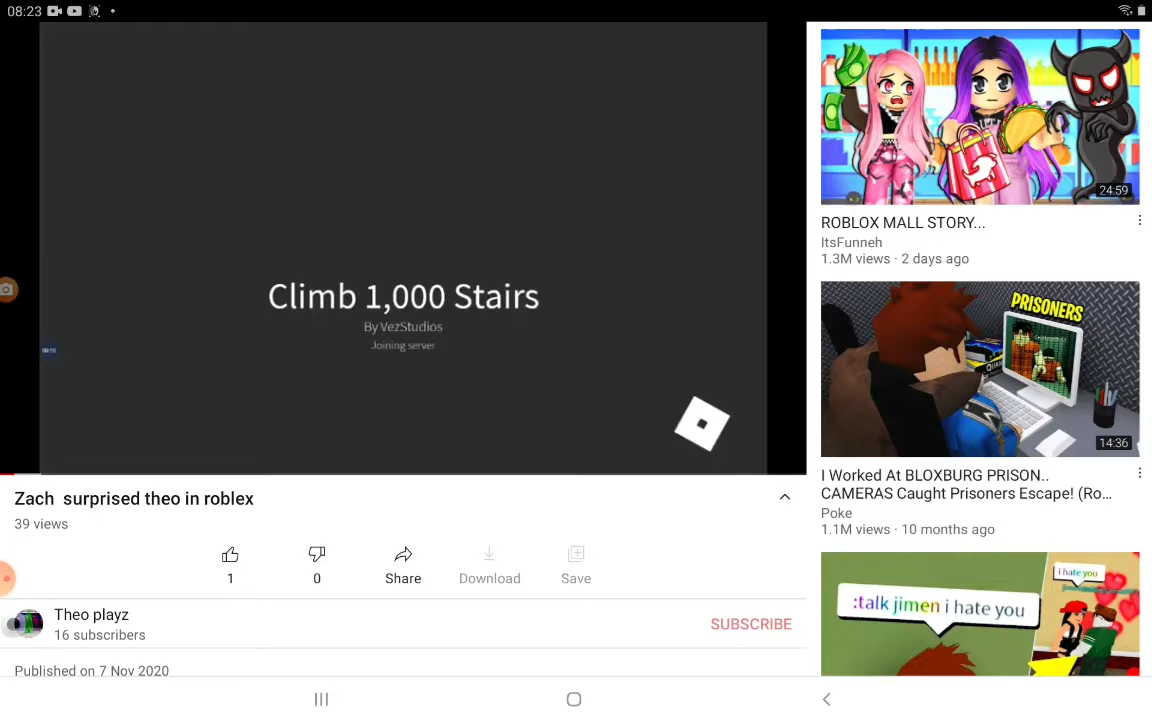 08:23
Climb 1,000 Stairs
By VezStudios
Joining server
Zach  surprised theo in roblex
39 views
1
0
Share
Download
Save
Theo playz
16 subscribers
SUBSCRIBE
Published on 7 Nov 2020
24:59
ROBLOX MALL STORY...
ItsFunneh
1.3M views · 2 days ago
PRISONERS
14:36
I Worked At BLOXBURG PRISON..
CAMERAS Caught Prisoners Escape! (Ro...
Poke
1.1M views · 10 months ago
:talk jimen i hate you
i hate you